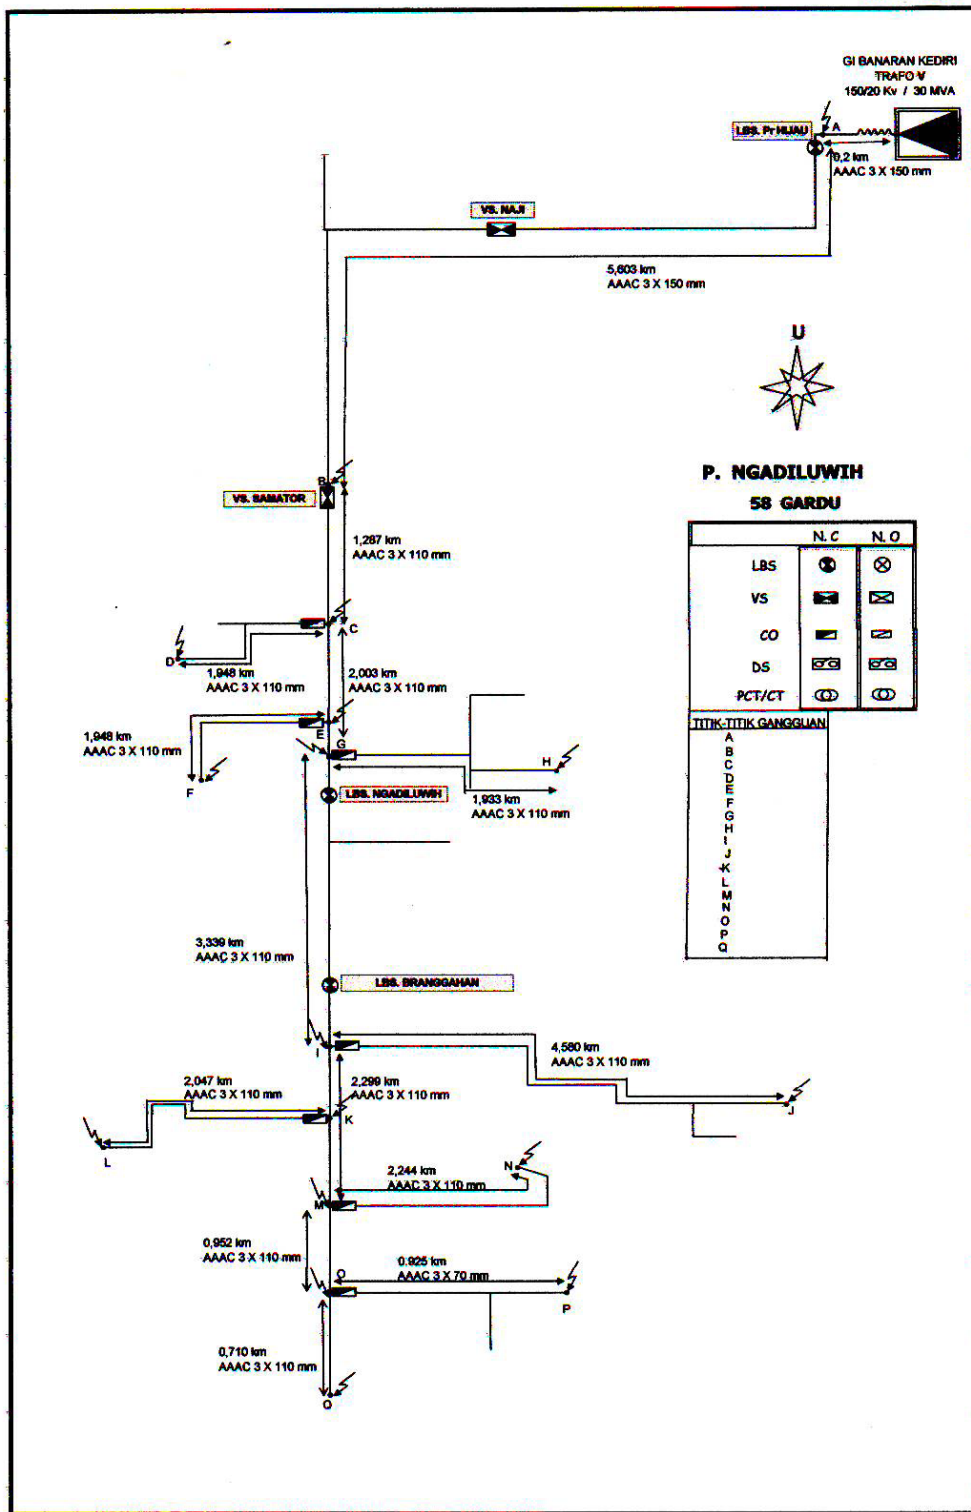 GI BANARAN KEDIRI
TRAFO V
150/20 Kv / 30 MVA
LBS. Pr HIJAU
A
0,2 km
AAAC 3 X 150 mm
VS. NAJI
5,603 km
AAAC 3 X 150 mm
U
P. NGADILUWIH
58 GARDU
N.C N.O
LBS
VS
CO
DS
PCT/CT
TITIK-TITIK GANGGUAN
A
B
C
D
E
F
G
H
I
J
K
L
M
N
O
P
Q
B
VS. SAMATOR
1,287 km
AAAC 3 X 110 mm
C
D
1,948 km
AAAC 3 X 110 mm
2,003 km
AAAC 3 X 110 mm
E
1,948 km
AAAC 3 X 110 mm
F
G
H
LBS. NGADILUWIH
1,933 km
AAAC 3 X 110 mm
3,339 km
AAAC 3 X 110 mm
LBS. BRANGGAHAN
I
4,580 km
AAAC 3 X 110 mm
J
2,047 km
AAAC 3 X 110 mm
2,299 km
AAAC 3 X 110 mm
K
L
N
2,244 km
AAAC 3 X 110 mm
M
0,952 km
AAAC 3 X 110 mm
O
0.925 km
AAAC 3 X 70 mm
P
0,710 km
AAAC 3 X 110 mm
Q